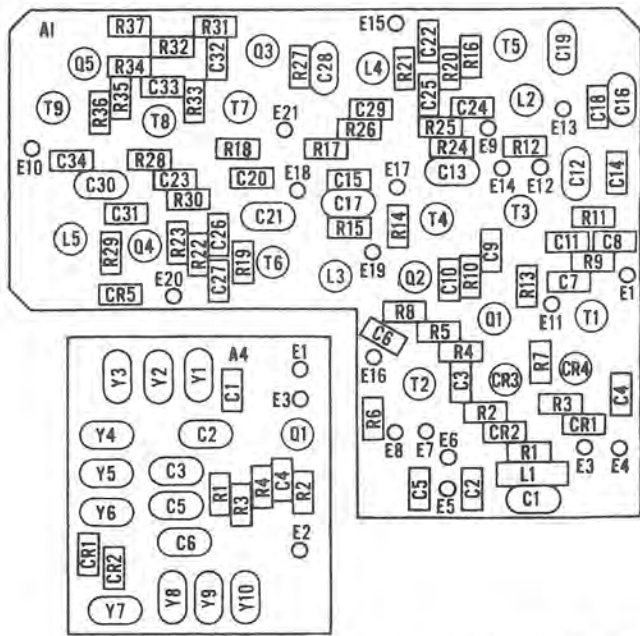 A1 R37 R31 E15
R32 Q3 C22 T5 C19
Q5 R34 C32 R27 C28 L4 R21 R20 R16
C33
T9 R36 R35 T8 R33 T7 C25 C24 L2 C18 C16
E21 C29 R26 R25 E9 E13
E10 C34 R28 R18 R17 R24 R12
C30 C23 C20 E18 C15 E17 C13 E14 E12 C12 C14
R30 C17
C31 C21 R15 R14 T4 T3 R11
L5 R29 Q4 R23 R22 C26 R19 T6 C9 C11 C8
E19 R9
CR5 E20 C27 L3 Q2 C10 R10 R13 C7 E1
R8 Q1 E11 T1
C6 R5
A4 E16 R4 R7 CR4
Y3 Y2 Y1 C1 E1 T2 C3 CR3 C4
E3 R2 R3
Y4 C2 Q1 R6 E8 E7 CR2 CR1
E6 R1 E3 E4
Y5 C3 R1 R3 R4 C4 R2 C5 E5 C2 L1
C5 C1
Y6
CR1 CR2 C6 E2
Y7 Y8 Y9 Y10